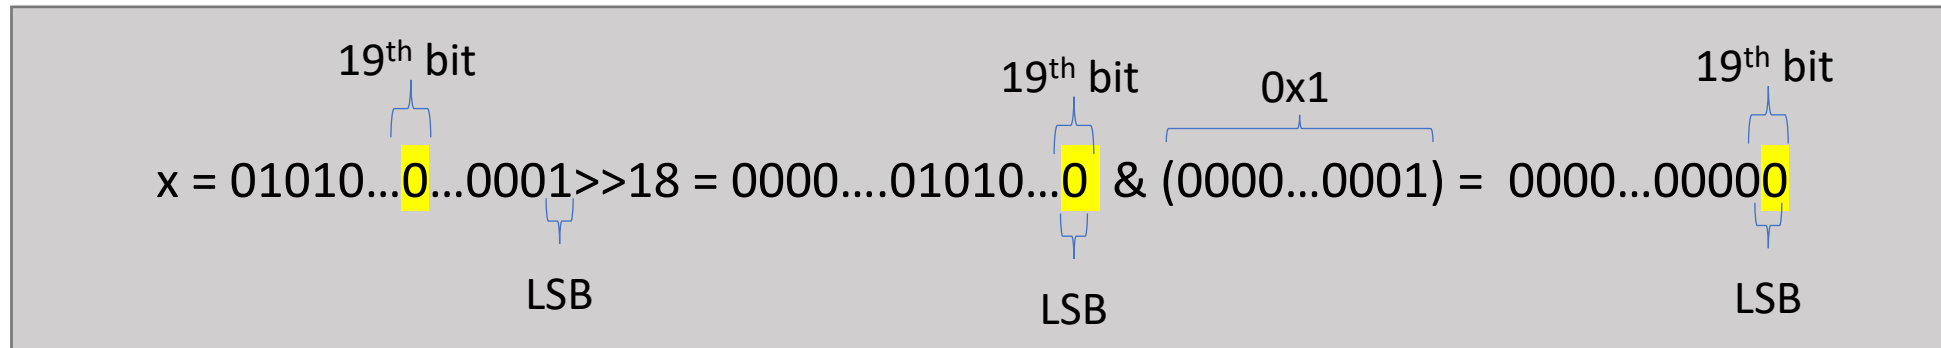 19th bit
19th bit
0x1
19th bit
x = 01010...0...0001>>18 = 0000....01010...0 & (0000...0001) = 0000...00000
LSB
LSB
LSB